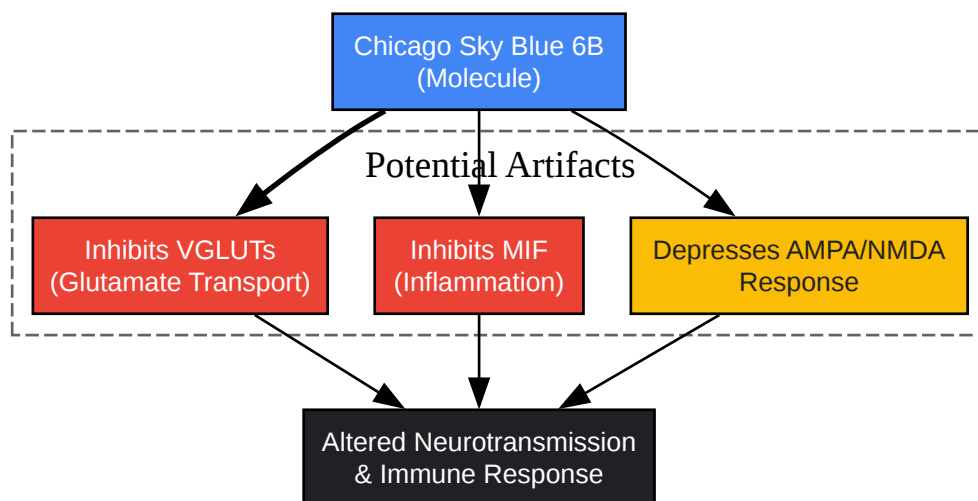 Chicago Sky Blue 6B
(Molecule)
Potential Artifacts
Inhibits VGLUTs
(Glutamate Transport)
Inhibits MIF
(Inflammation)
Depresses AMPA/NMDA
Response
Altered Neurotransmission
& Immune Response